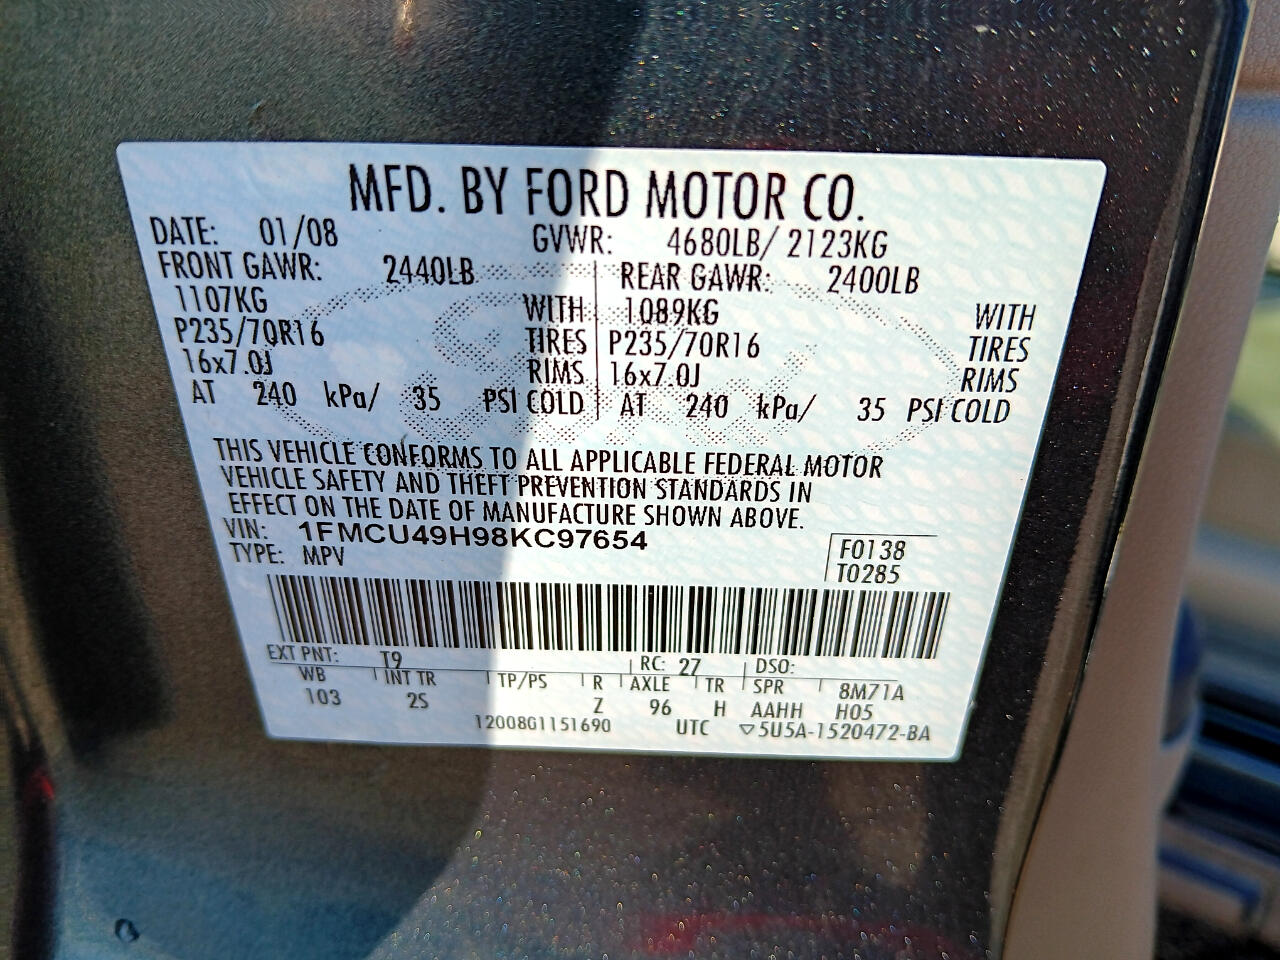 MFD. BY FORD MOTOR CO.
DATE: 01/08 GVWR: 4680LB/ 2123KG
FRONT GAWR: 2440LB REAR GAWR: 2400LB
1107KG WITH 1089KG WITH
P235/70R16 TIRES P235/70R16 TIRES
16x7.0J RIMS 16x7.0J RIMS
AT 240 kPa/ 35 PSI COLD AT 240 kPa/ 35 PSI COLD
THIS VEHICLE CONFORMS TO ALL APPLICABLE FEDERAL MOTOR
VEHICLE SAFETY AND THEFT PREVENTION STANDARDS IN
EFFECT ON THE DATE OF MANUFACTURE SHOWN ABOVE.
VIN: 1FMCU49H98KC97654
TYPE: MPV
F0138
T0285
EXT PNT: T9 RC: 27 DSO:
WB INT TR TP/PS R AXLE TR SPR 8M71A
103 2S Z 96 H AAHH H05
12008G1151690 UTC ▽5U5A-1520472-BA